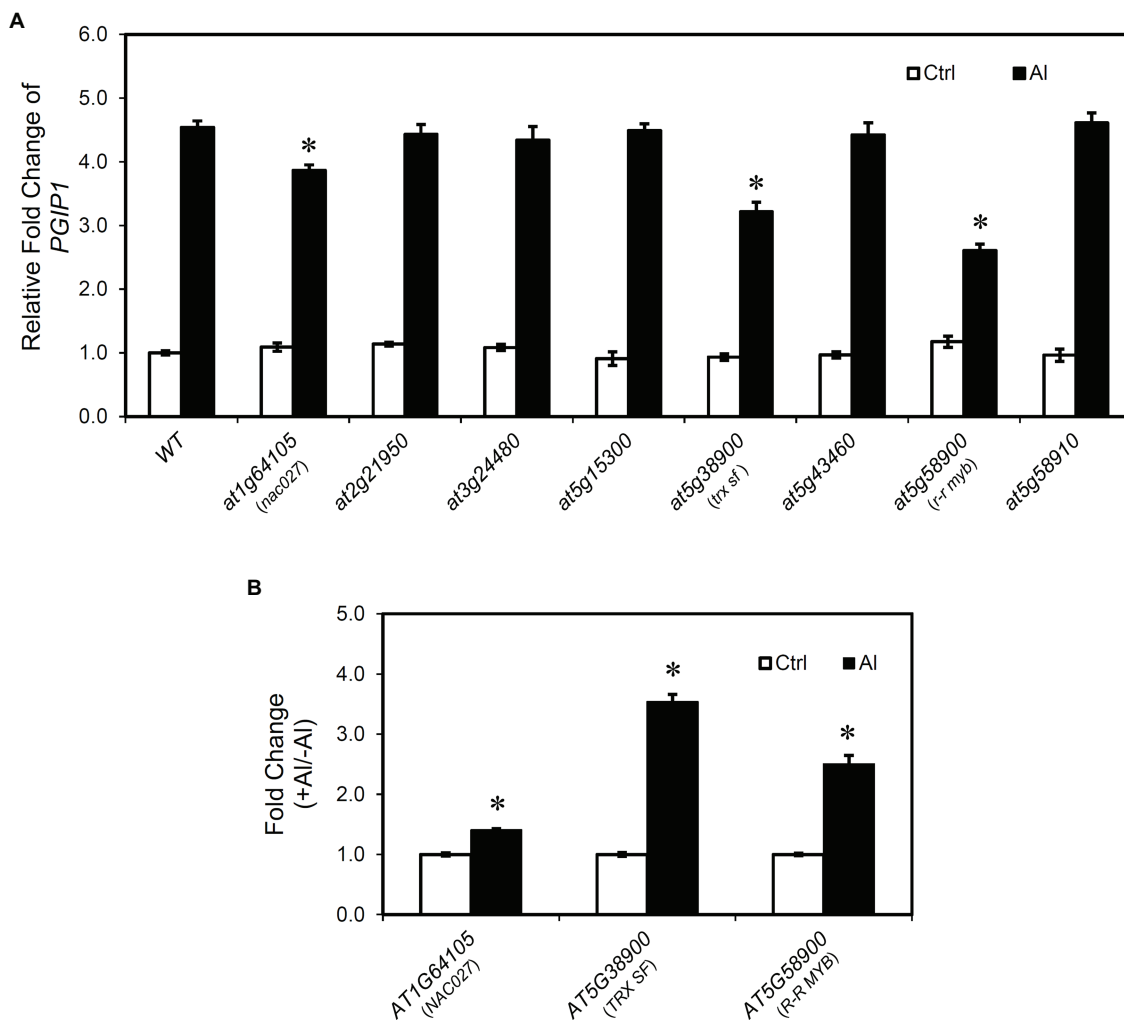 A
6.0
5.0
4.0
3.0
2.0
1.0
0.0
Relative Fold Change of
PGIP1
Ctrl
Al
*
*
*
WT
at1g64105
(nac027)
at2g21950
at3g24480
at5g15300
at5g38900
(trx sf )
at5g43460
at5g58900
(r-r myb)
at5g58910
B
5.0
4.0
3.0
2.0
1.0
0.0
Fold Change
(+Al/-Al)
Ctrl
Al
*
*
*
AT1G64105
(NAC027)
AT5G38900
(TRX SF)
AT5G58900
(R-R MYB)